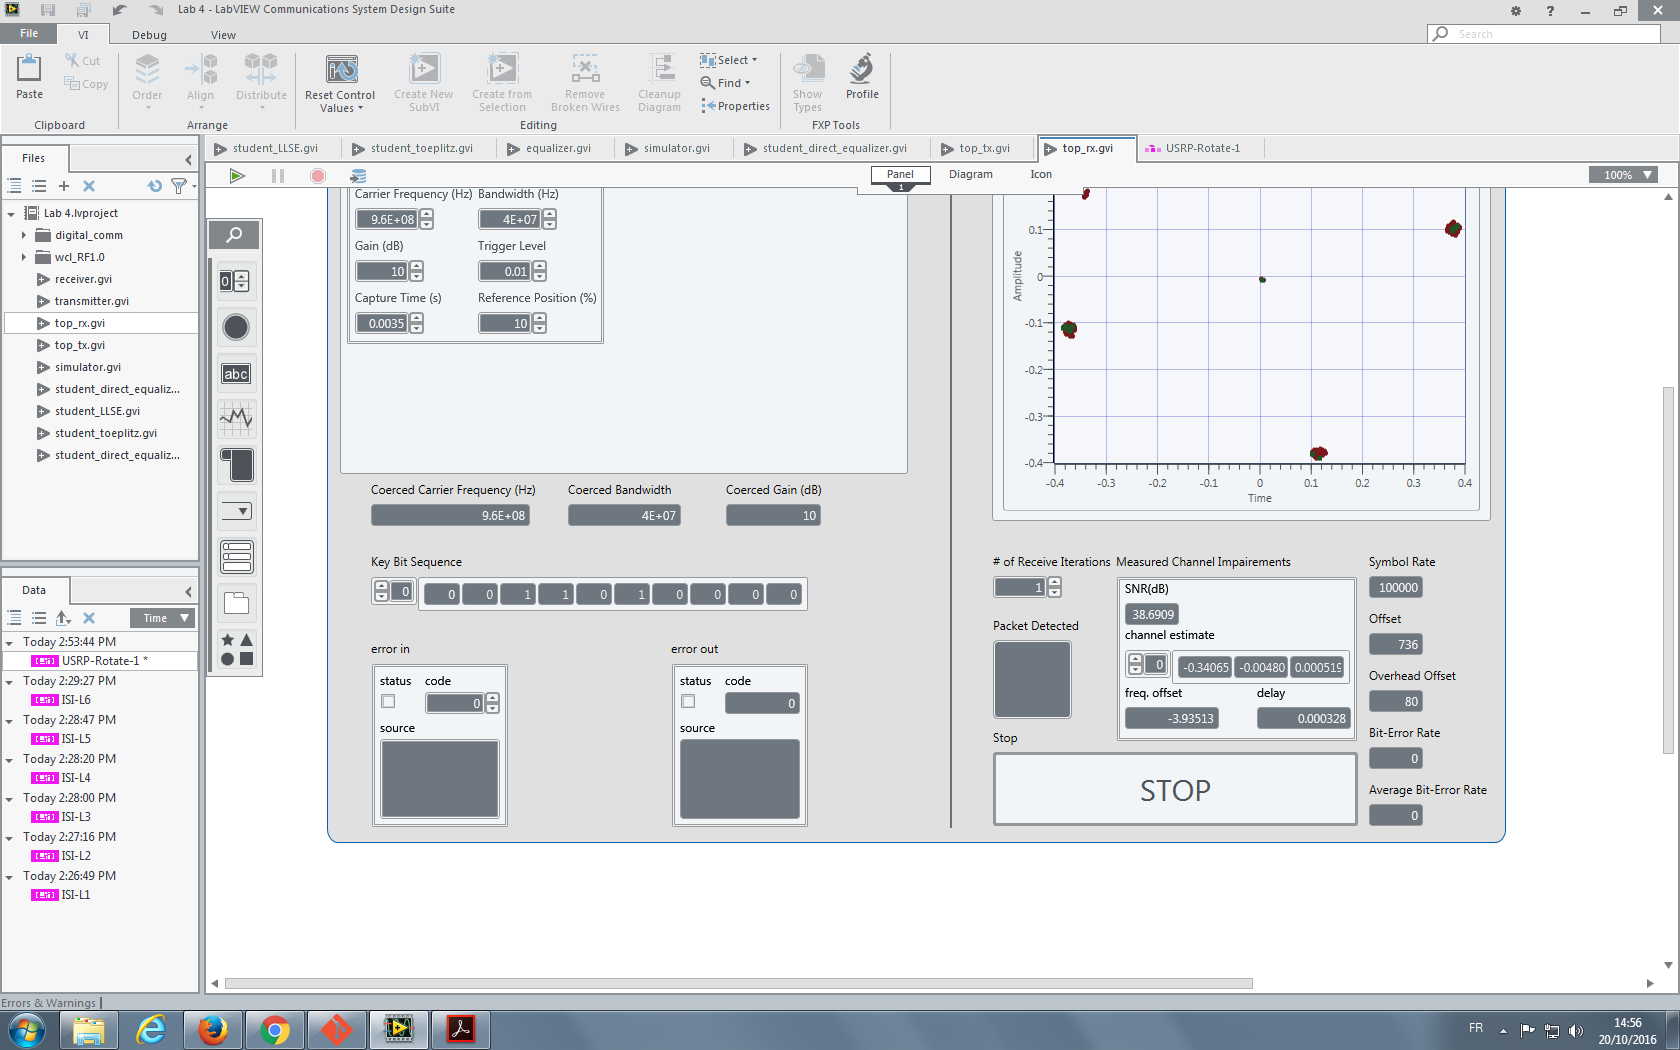 Lab 4 - LabVIEW Communications System Design Suite
File VI Debug View
Search
Paste Cut Copy
Order Align Distribute
Reset Control Values
Create New SubVI
Create from Selection
Remove Broken Wires
Cleanup Diagram
Select
Find
Properties
Show Types
Profile
Clipboard Arrange Editing FXP Tools
Files
student_LLSE.gvi student_toeplitz.gvi equalizer.gvi simulator.gvi student_direct_equalizer.gvi top_tx.gvi top_rx.gvi USRP-Rotate-1
Panel Diagram Icon 100%
1
Lab 4.lvproject
digital_comm
wcl_RF1.0
receiver.gvi
transmitter.gvi
top_rx.gvi
top_tx.gvi
simulator.gvi
student_direct_equaliz...
student_LLSE.gvi
student_toeplitz.gvi
student_direct_equaliz...
Data
Time
Today 2:53:44 PM
USRP-Rotate-1 *
Today 2:29:27 PM
ISI-L6
Today 2:28:47 PM
ISI-L5
Today 2:28:20 PM
ISI-L4
Today 2:28:00 PM
ISI-L3
Today 2:27:16 PM
ISI-L2
Today 2:26:49 PM
ISI-L1
0
abc
Carrier Frequency (Hz) Bandwidth (Hz)
9.6E+08 4E+07
Gain (dB) Trigger Level
10 0.01
Capture Time (s) Reference Position (%)
0.0035 10
Coerced Carrier Frequency (Hz) Coerced Bandwidth Coerced Gain (dB)
9.6E+08 4E+07 10
Key Bit Sequence
0 0 0 1 1 0 1 0 0 0 0
error in
status code
0
source
error out
status code
0
source
Amplitude
0.1
0
-0.1
-0.2
-0.3
-0.4
-0.4 -0.3 -0.2 -0.1 0 0.1 0.2 0.3 0.4
Time
# of Receive Iterations
1
Packet Detected
Measured Channel Impairments
SNR(dB)
38.6909
channel estimate
0 -0.34065 -0.00480 0.000519
freq. offset delay
-3.93513 0.000328
Stop
STOP
Symbol Rate
100000
Offset
736
Overhead Offset
80
Bit-Error Rate
0
Average Bit-Error Rate
0
Errors & Warnings
FR
14:56
20/10/2016